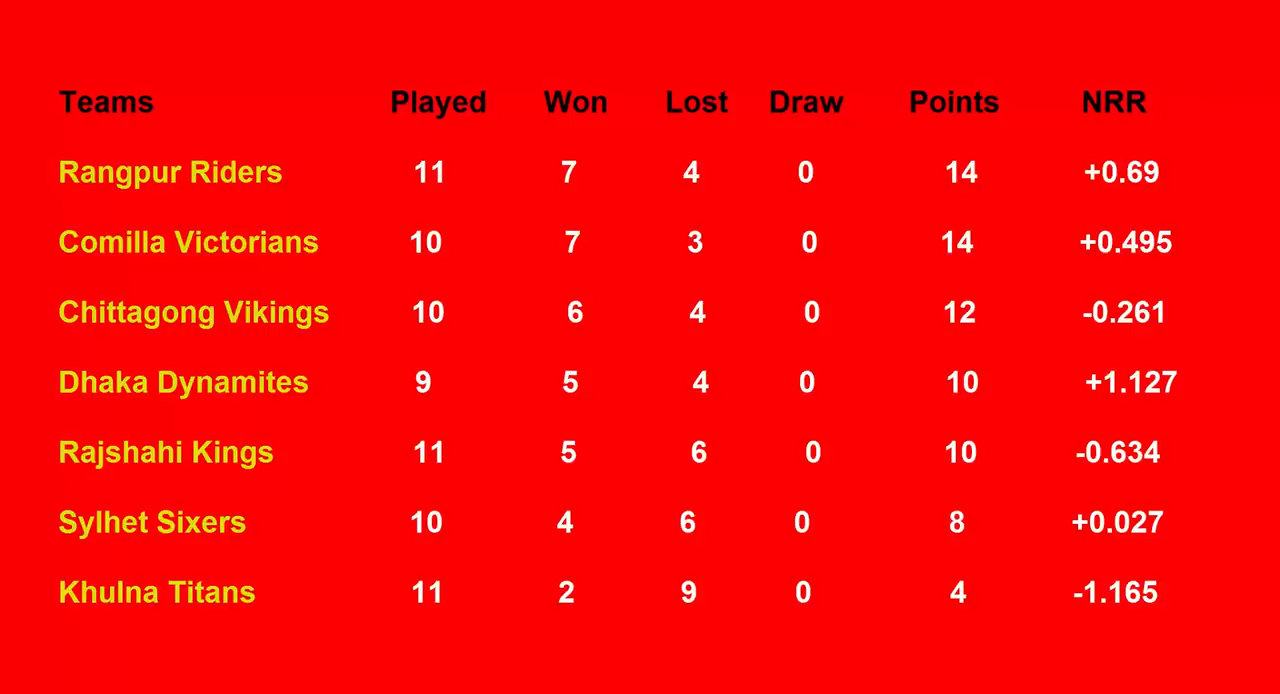 Teams Played Won Lost Draw Points NRR
Rangpur Riders 11 7 4 0 14 +0.69
Comilla Victorians 10 7 3 0 14 +0.495
Chittagong Vikings 10 6 4 0 12 -0.261
Dhaka Dynamites 9 5 4 0 10 +1.127
Rajshahi Kings 11 5 6 0 10 -0.634
Sylhet Sixers 10 4 6 0 8 +0.027
Khulna Titans 11 2 9 0 4 -1.165